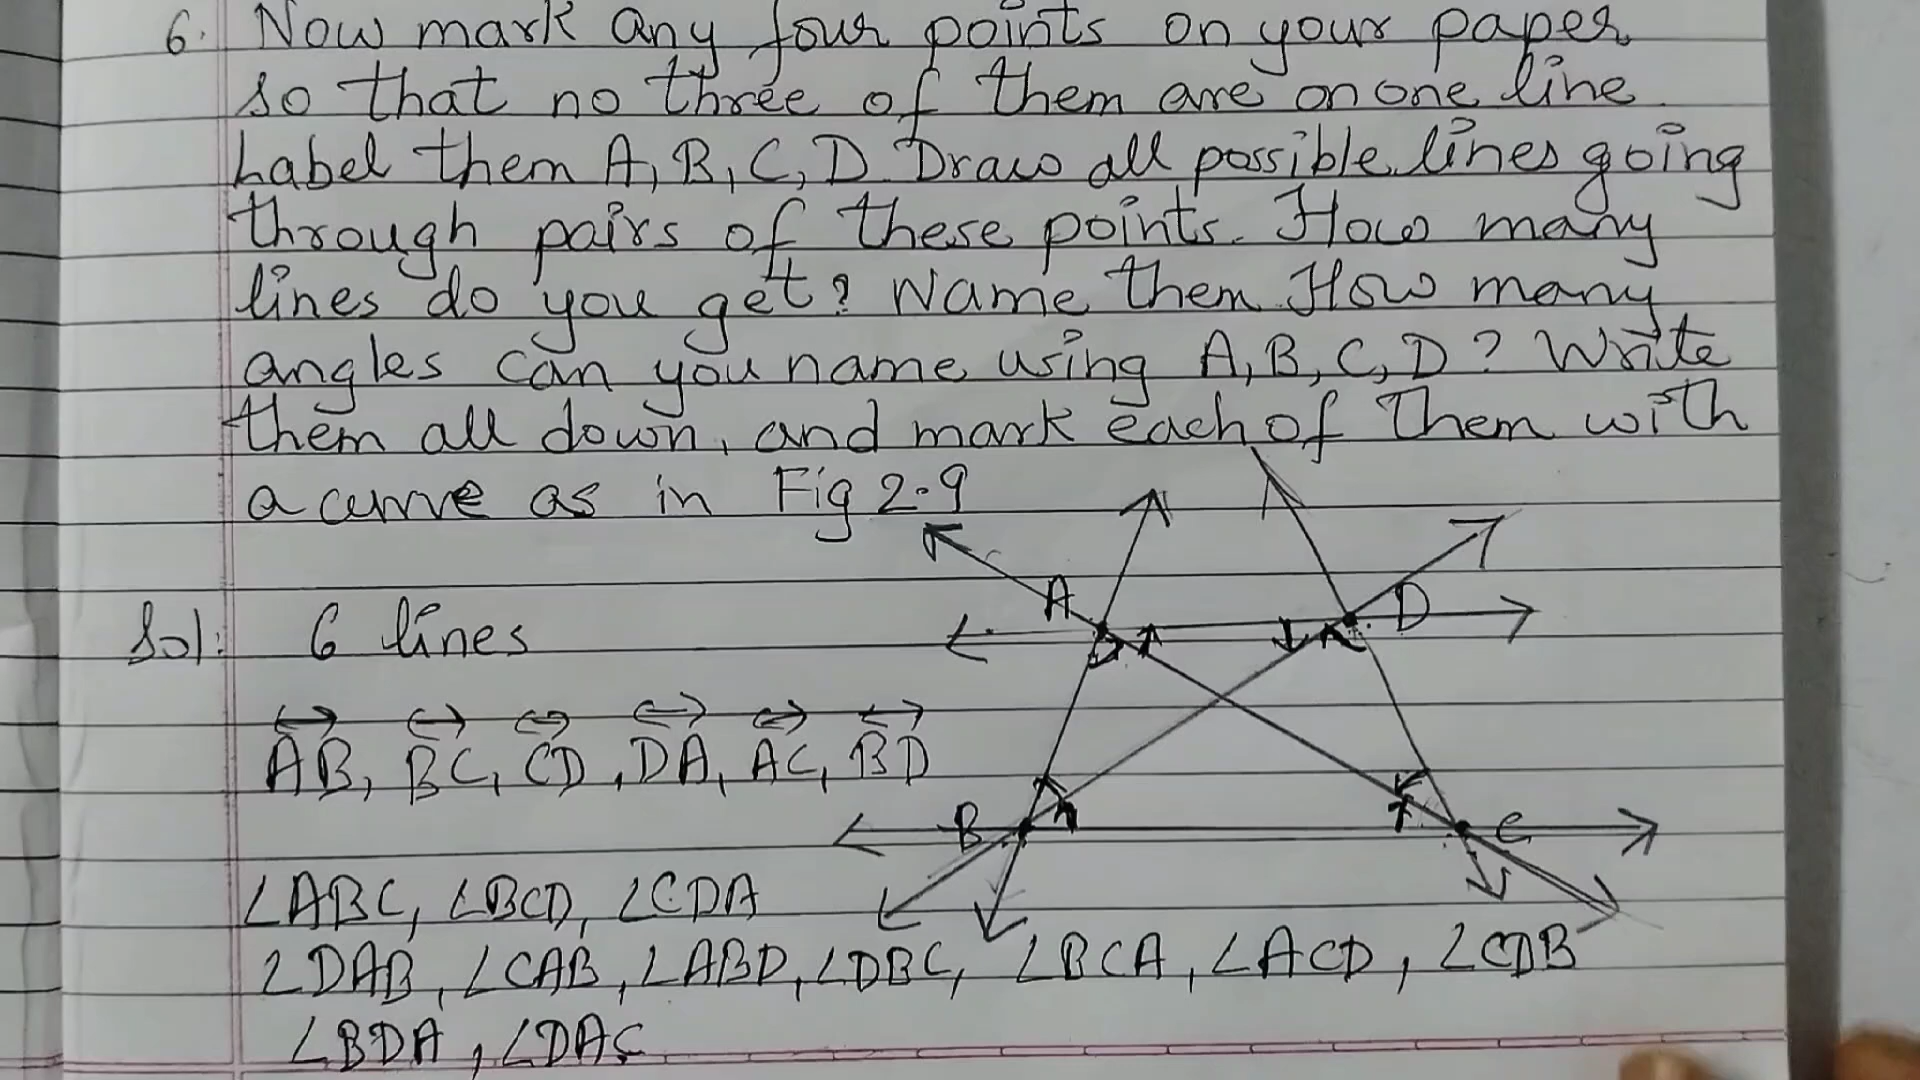 6. Now mark any four points on your paper
so that no three of them are on one line.
Label them A, B, C, D. Draw all possible lines going
through pairs of these points. How many
lines do you get? Name them. How many
angles can you name using A, B, C, D? Write
them all down, and mark each of them with
a curve as in Fig 2.9
Sol: 6 lines
A
D
AB, BC, CD, DA, AC, BD
B
C
∠ABC, ∠BCD, ∠CDA
∠DAB, ∠CAB, ∠ABD, ∠DBC, ∠BCA, ∠ACD, ∠CDB
∠BDA, ∠DAC